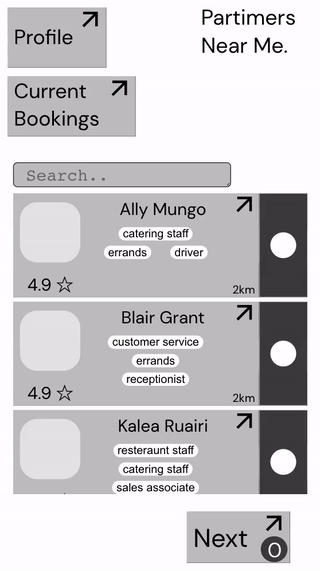 Profile
Partimers
Near Me.
Current
Bookings
Search..
Ally Mungo
catering staff
errands driver
4.9 ☆
2km
Blair Grant
customer service
errands
receptionist
4.9 ☆
2km
Kalea Ruairi
resteraunt staff
catering staff
sales associate
Next
0